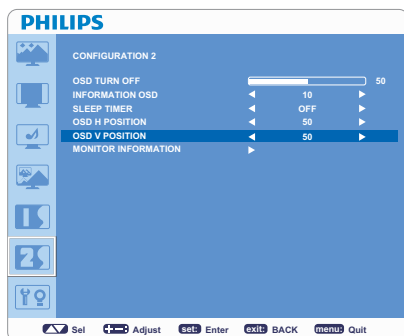 PHILIPS
CONFIGURATION 2
OSD TURN OFF 50
INFORMATION OSD 10
SLEEP TIMER OFF
OSD H POSITION 50
OSD V POSITION 50
MONITOR INFORMATION
Sel Adjust set: Enter exit: BACK menu: Quit